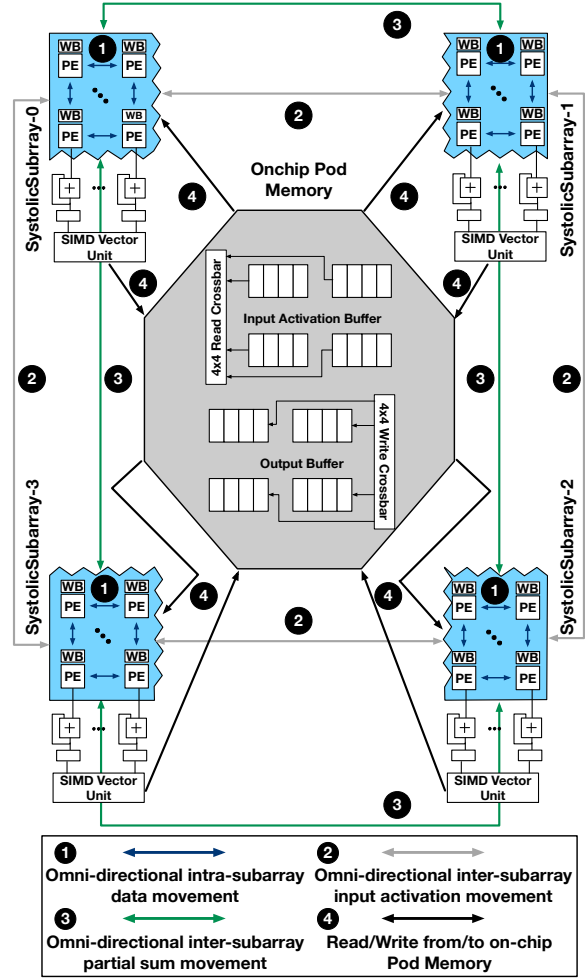 3
WB 1 WB
PE PE
WB WB
PE PE
SystolicSubrray-0
+ ... +
SIMD Vector
Unit
WB 1 WB
PE PE
WB WB
PE PE
SystolicSubarray-1
+ ... +
SIMD Vector
Unit
2
Onchip Pod
Memory
4
4
4
4
4x4 Read Crossbar
Input Activation Buffer
4x4 Write Crossbar
Output Buffer
2
3
3
2
SystolicSubarray-3
WB 1 WB
PE PE
WB WB
PE PE
+ ... +
SIMD Vector
Unit
SystolicSubarray-2
WB 1 WB
PE PE
WB WB
PE PE
+ ... +
SIMD Vector
Unit
4
4
2
3
1
Omni-directional intra-subarray
data movement
2
Omni-directional inter-subarray
input activation movement
3
Omni-directional inter-subarray
partial sum movement
4
Read/Write from/to on-chip
Pod Memory